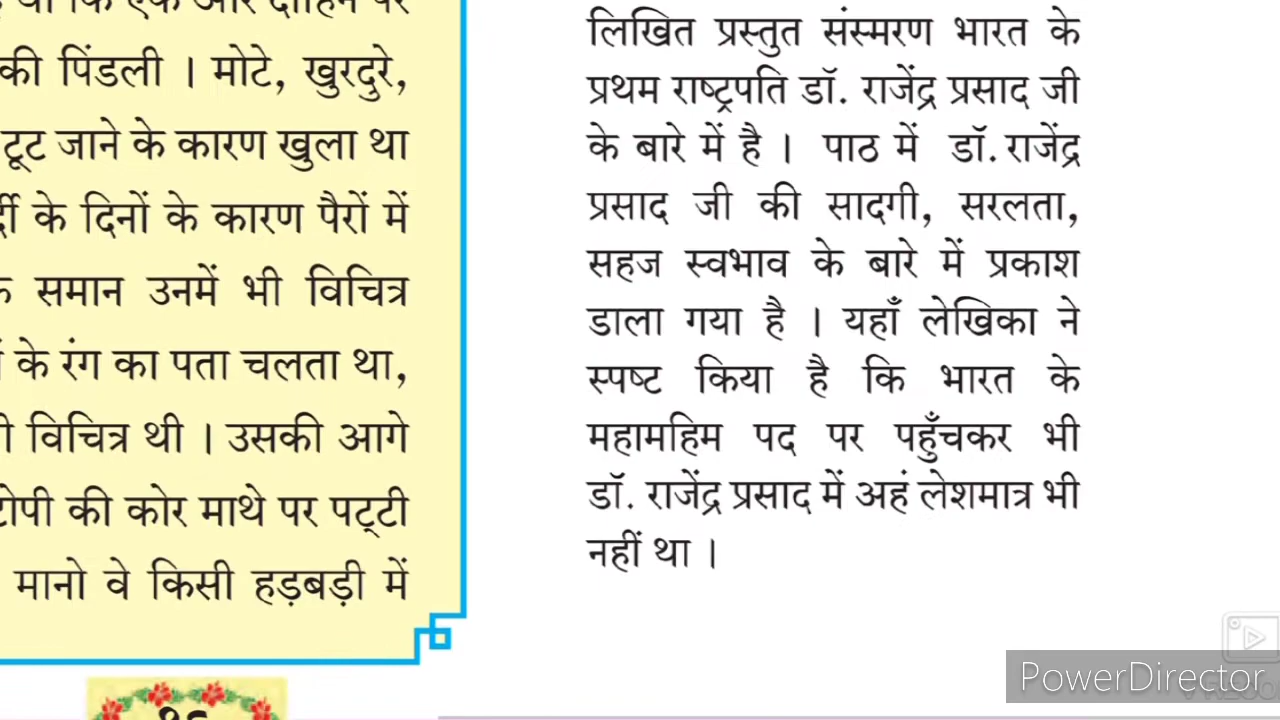 की पिंडली । मोटे, खुरदुरे,
टूट जाने के कारण खुला था
के दिनों के कारण पैरों में
समान उनमें भी विचित्र
के रंग का पता चलता था,
विचित्र थी । उसकी आगे
टोपी की कोर माथे पर पट्टी
मानो वे किसी हड़बड़ी में
लिखित प्रस्तुत संस्मरण भारत के
प्रथम राष्ट्रपति डॉ. राजेंद्र प्रसाद जी
के बारे में है । पाठ में डॉ. राजेंद्र
प्रसाद जी की सादगी, सरलता,
सहज स्वभाव के बारे में प्रकाश
डाला गया है । यहाँ लेखिका ने
स्पष्ट किया है कि भारत के
महामहिम पद पर पहुँचकर भी
डॉ. राजेंद्र प्रसाद में अहं लेशमात्र भी
नहीं था ।
PowerDirector